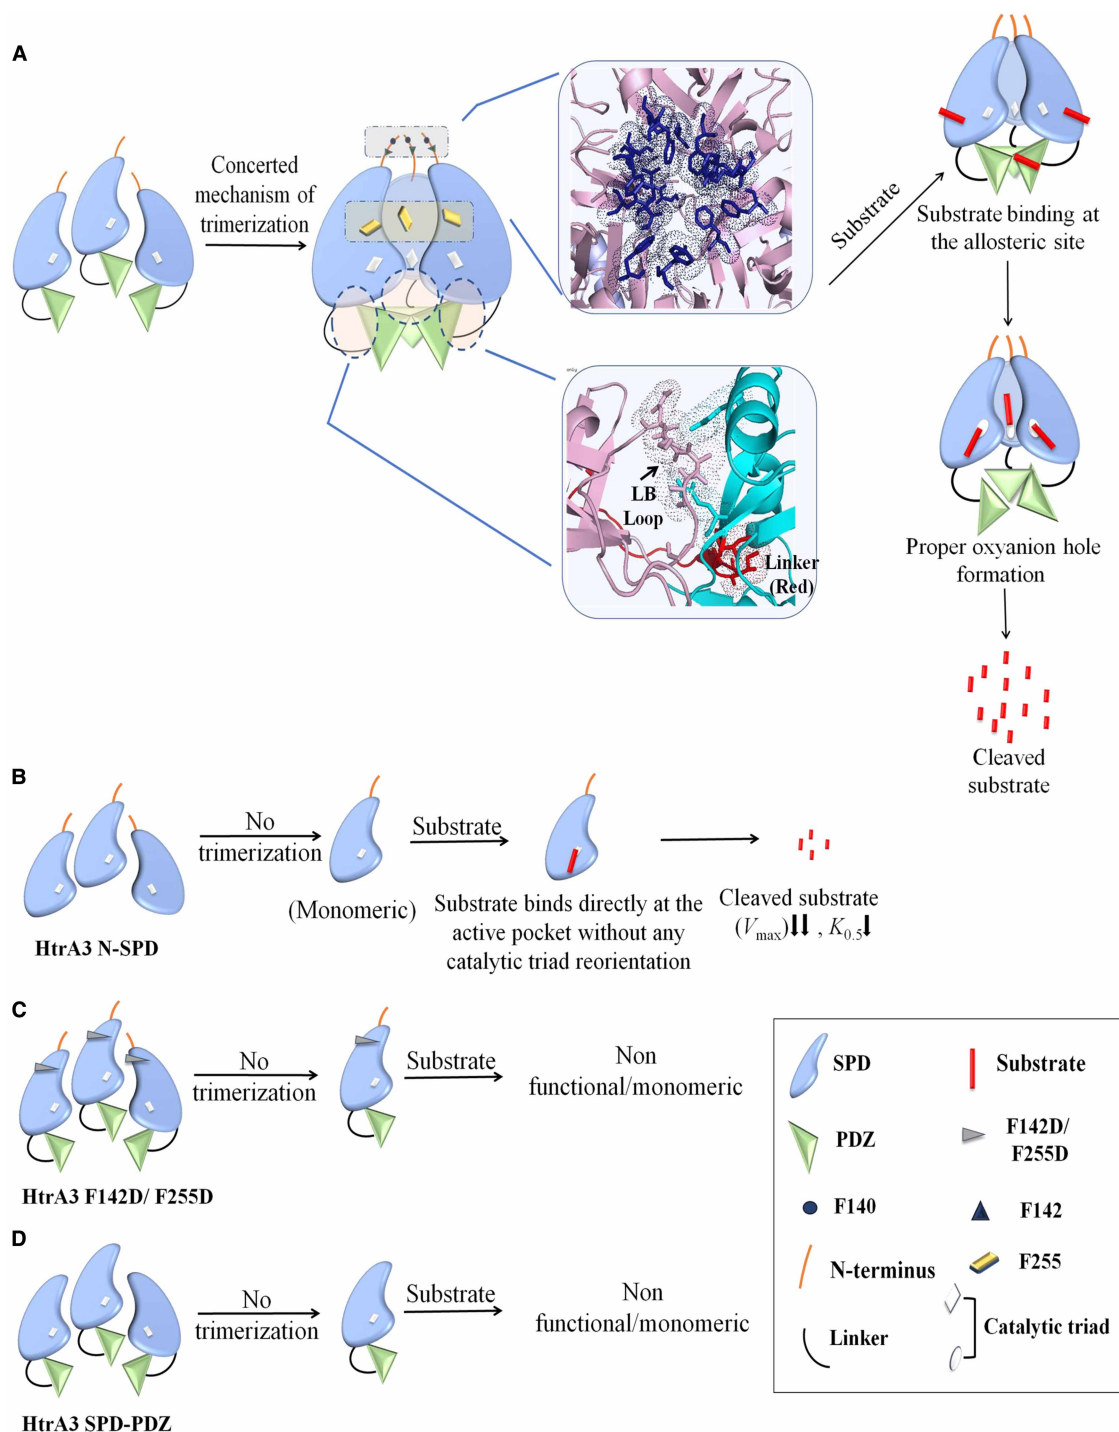 A
Concerted
mechanism of
trimerization
only
LB
Loop
Linker
(Red)
Substrate
Substrate binding at
the allosteric site
Proper oxyanion hole
formation
Cleaved
substrate
B
HtrA3 N-SPD
No
trimerization
(Monomeric)
Substrate
Substrate binds directly at the
active pocket without any
catalytic triad reorientation
Cleaved substrate
(Vmax)⬇⬇ , K0.5⬇
C
HtrA3 F142D/ F255D
No
trimerization
Substrate
Non
functional/monomeric
D
HtrA3 SPD-PDZ
No
trimerization
Substrate
Non
functional/monomeric
SPD
Substrate
PDZ
F142D/
F255D
F140
F142
N-terminus
F255
Linker
Catalytic triad